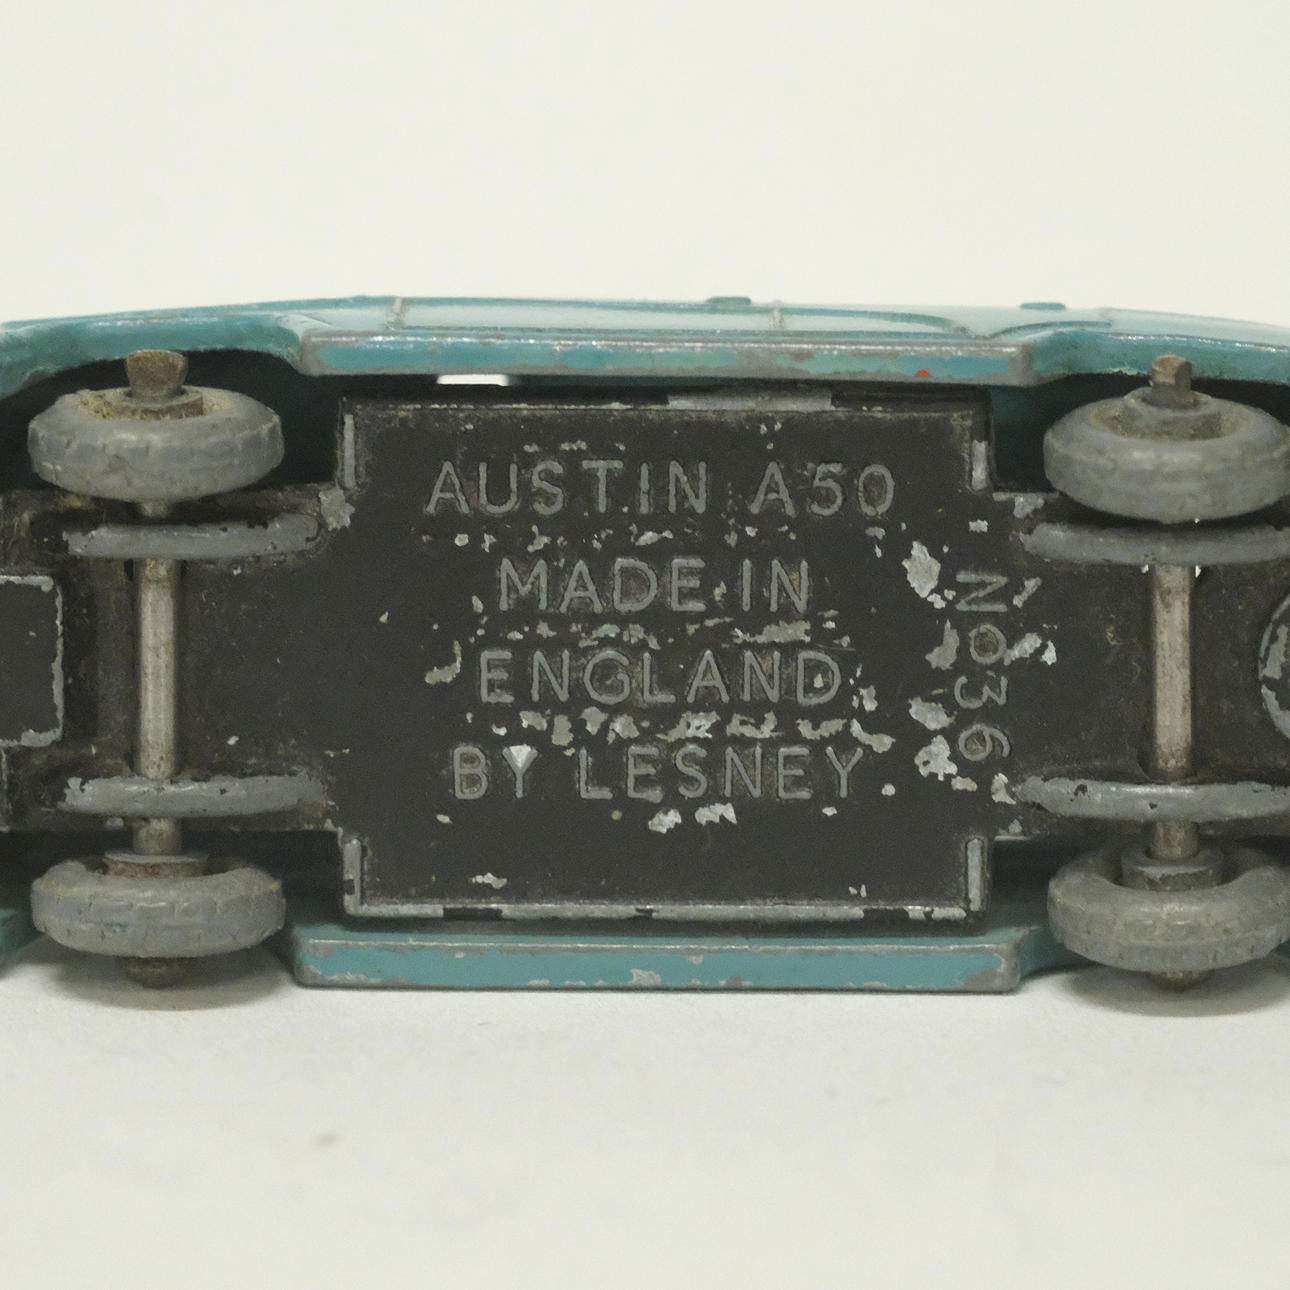 AUSTIN A50
MADE IN
ENGLAND
BY LESNEY
No36